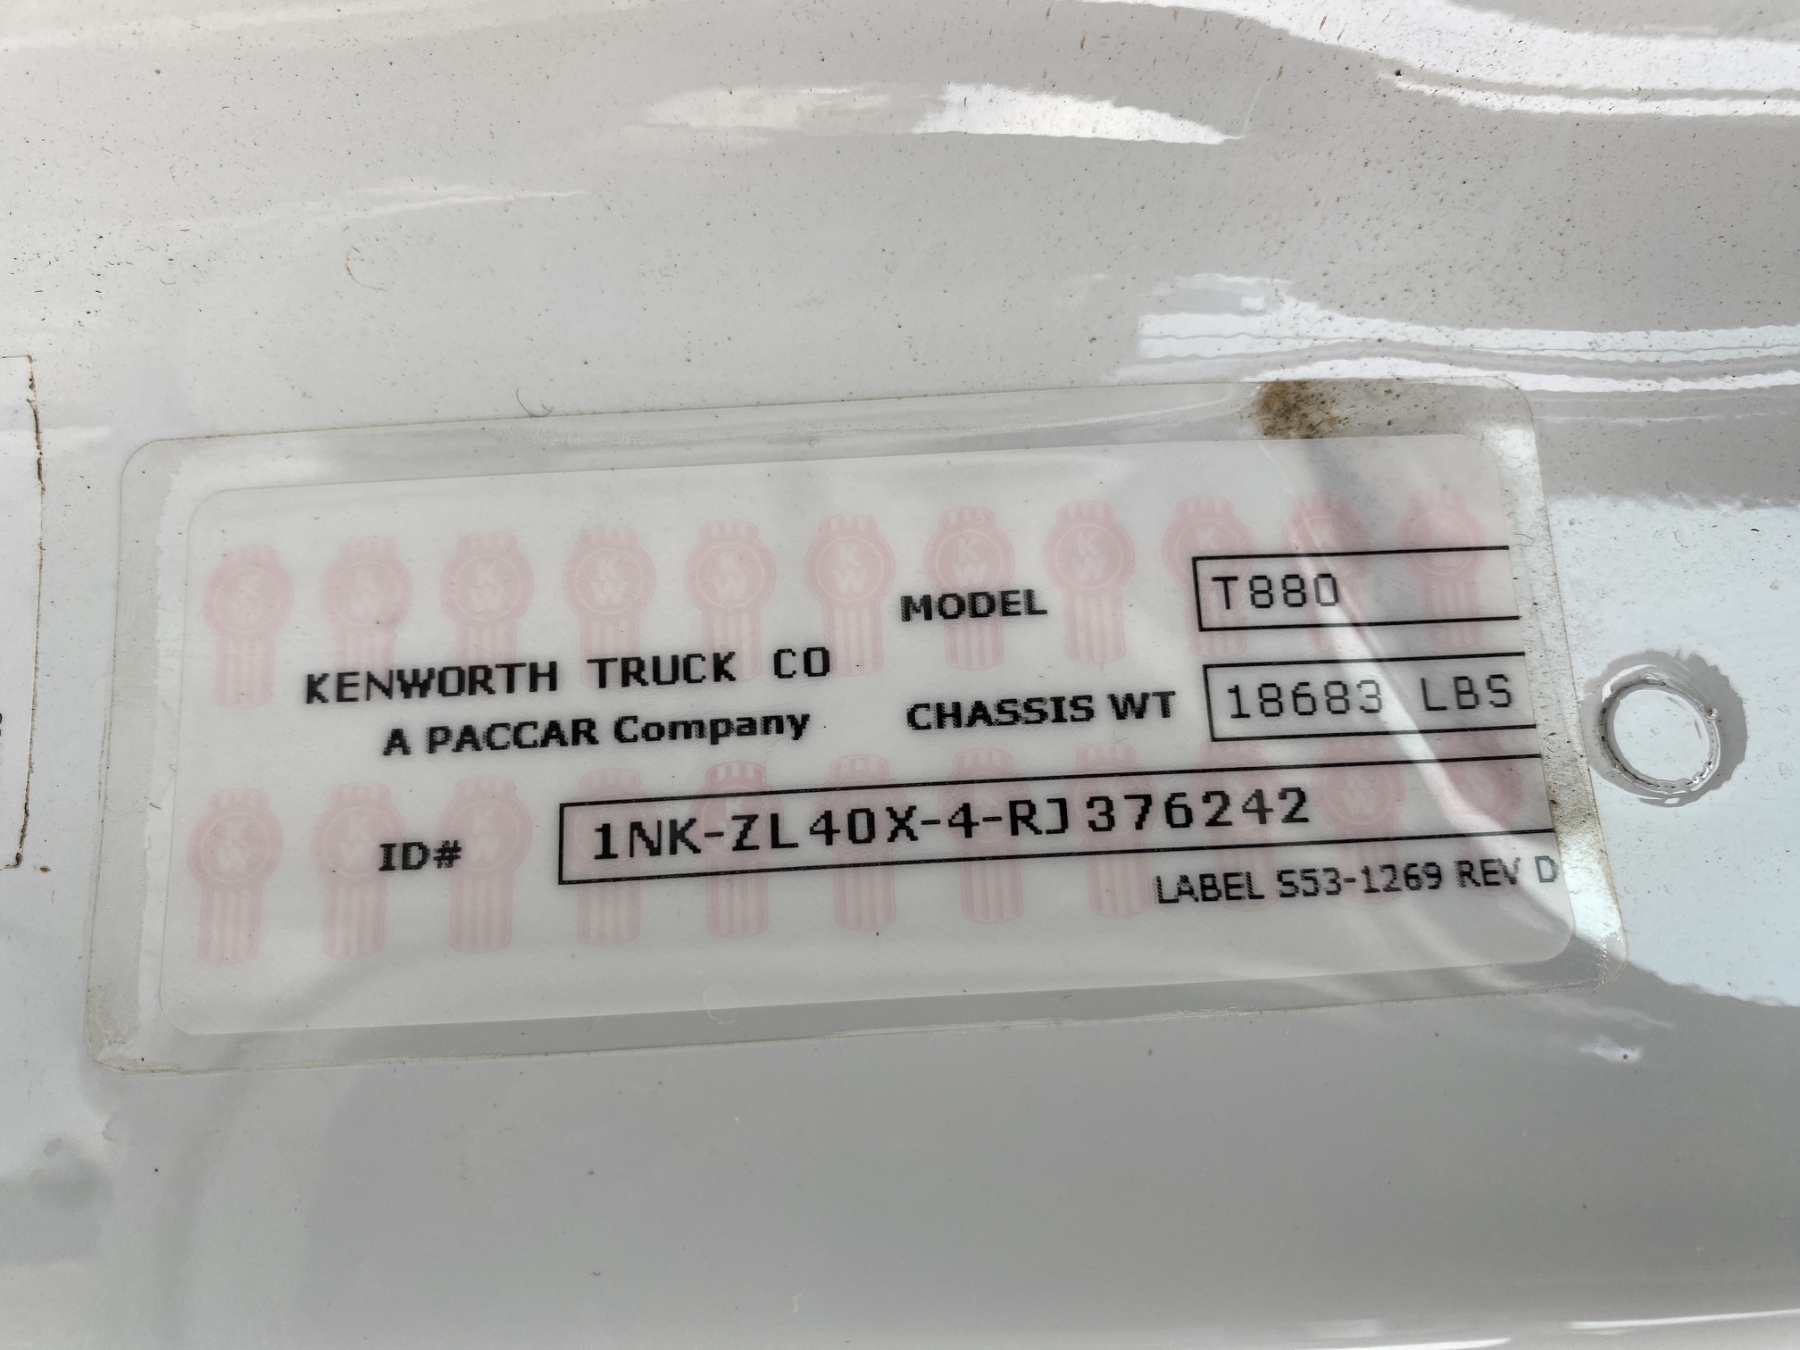 MODEL T880
KENWORTH TRUCK CO
A PACCAR Company
CHASSIS WT 18683 LBS
ID# 1NK-ZL40X-4-RJ376242
LABEL S53-1269 REV D